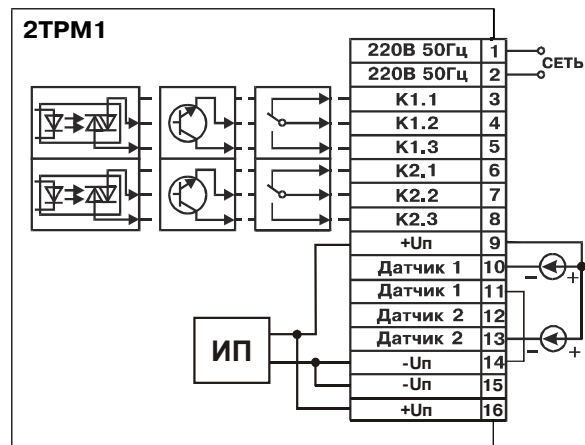 2ТРМ1
220В 50Гц 1
220В 50Гц 2
СЕТЬ
К1.1 3
К1.2 4
К1.3 5
К2.1 6
К2.2 7
К2.3 8
+Uп 9
Датчик 1 10 - +
Датчик 1 11
Датчик 2 12
Датчик 2 13 - +
-Uп 14
-Uп 15
+Uп 16
ИП